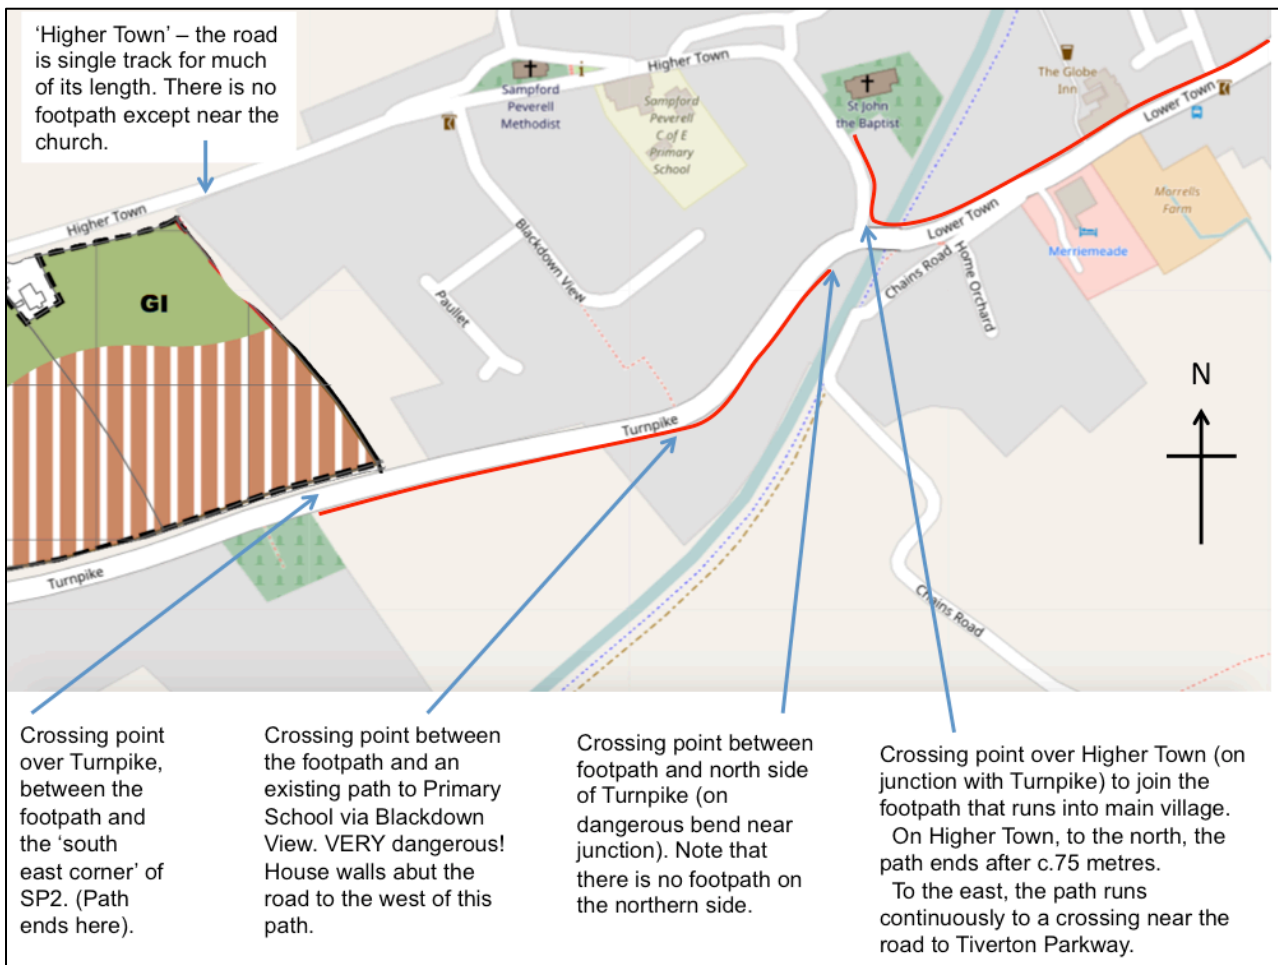 ‘Higher Town’ – the road
is single track for much
of its length. There is no
footpath except near the
church.
Higher Town
Sampford
Peverell
Methodist
Higher Town
Sampford
Peverell
C of E
Primary
School
St John
the Baptist
The Globe
Inn
Lower Town
Morrells
Farm
Lower Town
Merriemeade
Chains Road
Home Orchard
Blackdown View
Paullet
GI
Turnpike
Turnpike
Chains Road
N
Crossing point
over Turnpike,
between the
footpath and
the ‘south
east corner’ of
SP2. (Path
ends here).
Crossing point between
the footpath and an
existing path to Primary
School via Blackdown
View. VERY dangerous!
House walls abut the
road to the west of this
path.
Crossing point between
footpath and north side
of Turnpike (on
dangerous bend near
junction). Note that
there is no footpath on
the northern side.
Crossing point over Higher Town (on
junction with Turnpike) to join the
footpath that runs into main village.
On Higher Town, to the north, the
path ends after c.75 metres.
To the east, the path runs
continuously to a crossing near the
road to Tiverton Parkway.